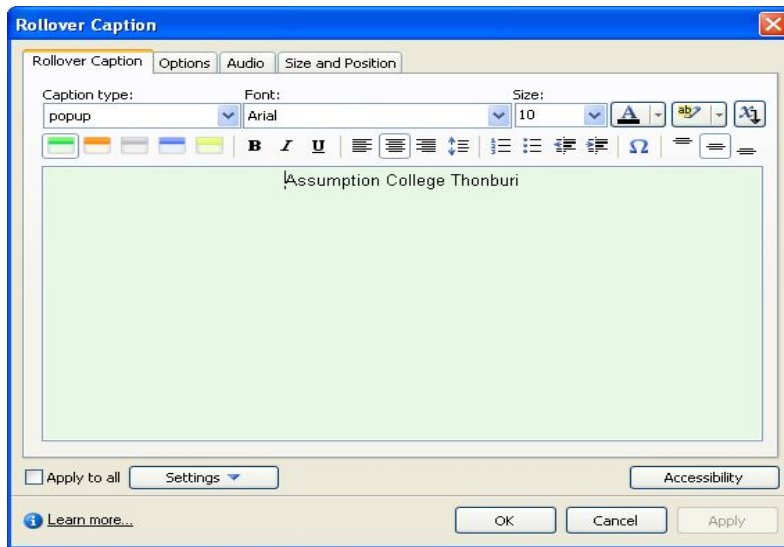 Rollover Caption
Rollover Caption Options Audio Size and Position
Caption type: Font: Size:
popup Arial 10 A ab
B I U Ω
Assumption College Thonburi
Apply to all Settings Accessibility
Learn more... OK Cancel Apply